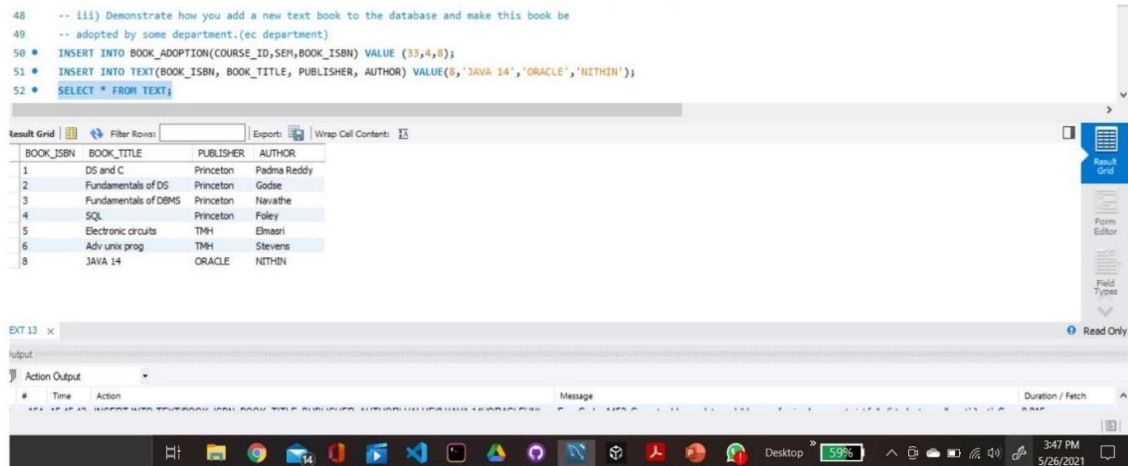 48 -- iii) Demonstrate how you add a new text book to the database and make this book be
49 -- adopted by some department.(ec department)
50 INSERT INTO BOOK_ADOPTION(COURSE_ID,SEM,BOOK_ISBN) VALUE (33,4,8);
51 INSERT INTO TEXT(BOOK_ISBN, BOOK_TITLE, PUBLISHER, AUTHOR) VALUE(8,'JAVA 14','ORACLE','NITHIN');
52 SELECT * FROM TEXT;
Result Grid Filter Rows: Export: Wrap Cell Content:
BOOK_ISBN BOOK_TITLE PUBLISHER AUTHOR
1 DS and C Princeton Padma Reddy
2 Fundamentals of DS Princeton Godse
3 Fundamentals of DBMS Princeton Navathe
4 SQL Princeton Foley
5 Electronic circuits TMH Elmasri
6 Adv unix prog TMH Stevens
8 JAVA 14 ORACLE NITHIN
Result
Grid
Form
Editor
Field
Types
EXT 13 Read Only
utput
Action Output
# Time Action Message Duration / Fetch
14 Desktop 59% 3:47 PM
5/26/2021